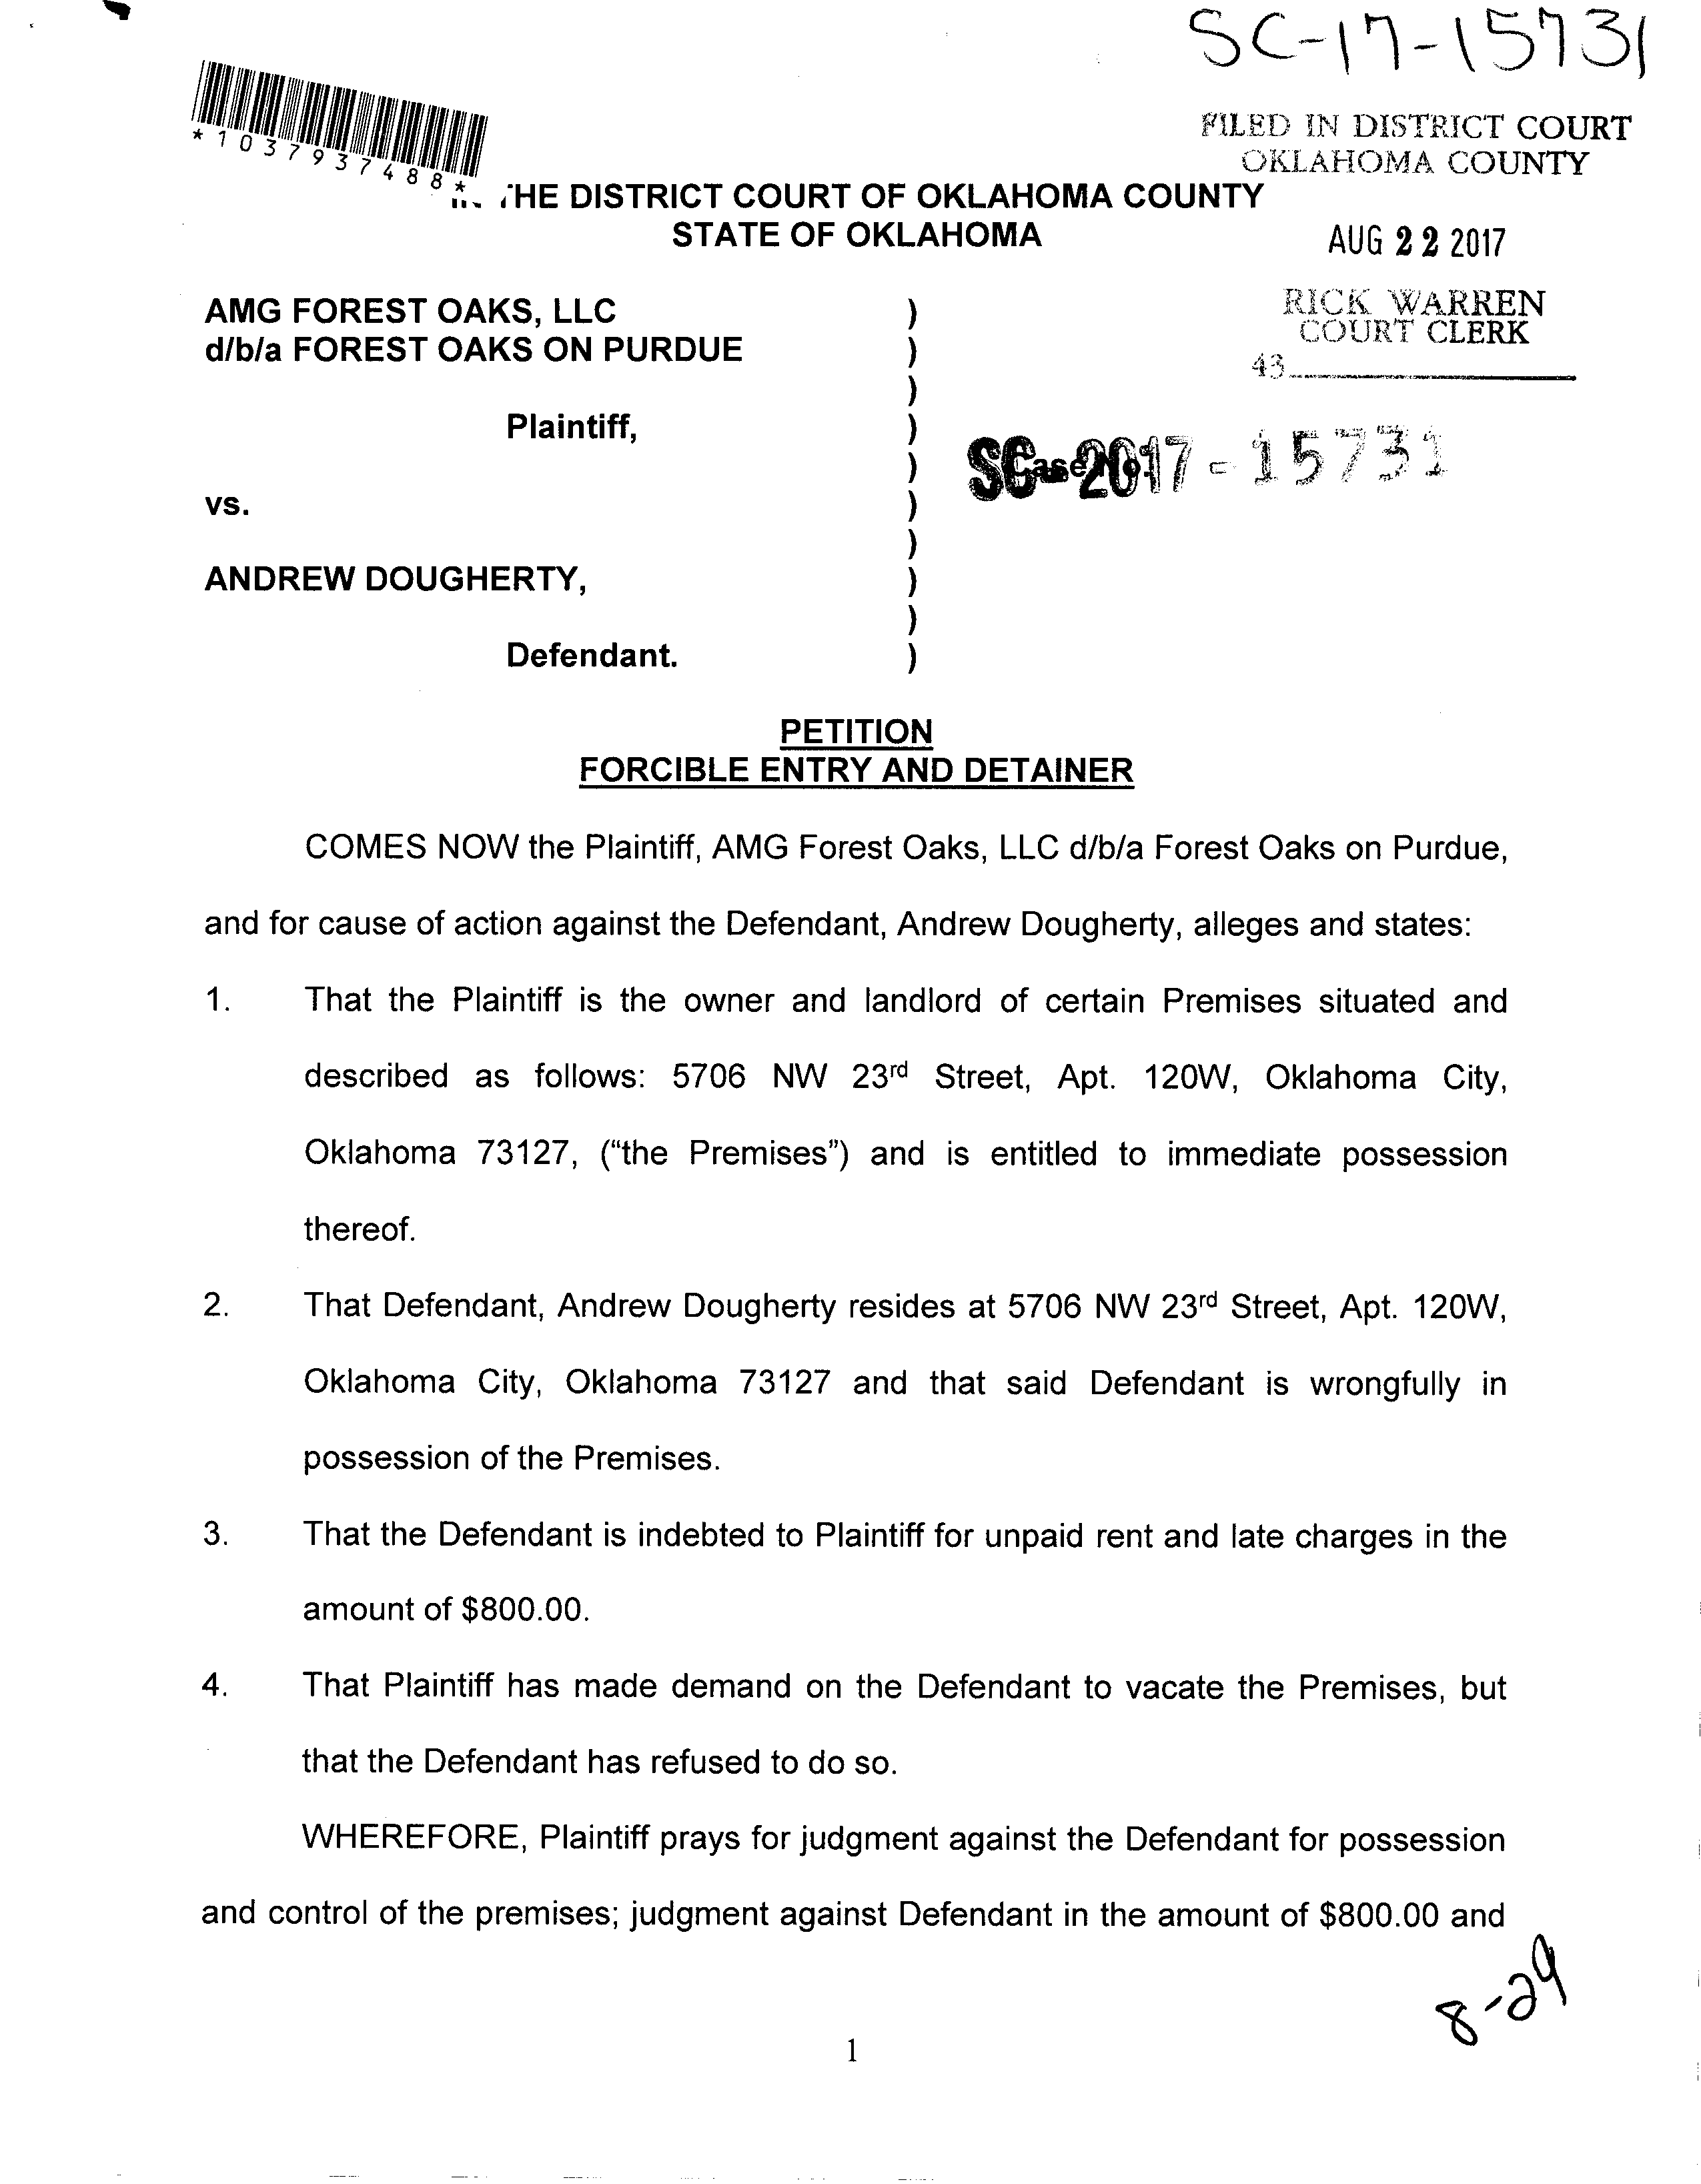 SC-17-15731
*1037937488*
FILED IN DISTRICT COURT
OKLAHOMA COUNTY
THE DISTRICT COURT OF OKLAHOMA COUNTY
STATE OF OKLAHOMA
AUG 22 2017
AMG FOREST OAKS, LLC )
d/b/a FOREST OAKS ON PURDUE )
)
RICK WARREN
COURT CLERK
43
Plaintiff, )
) Case No.
SC-2017-15731
vs. )
)
ANDREW DOUGHERTY, )
)
Defendant. )
PETITION
FORCIBLE ENTRY AND DETAINER
COMES NOW the Plaintiff, AMG Forest Oaks, LLC d/b/a Forest Oaks on Purdue,
and for cause of action against the Defendant, Andrew Dougherty, alleges and states:
1. That the Plaintiff is the owner and landlord of certain Premises situated and
described as follows: 5706 NW 23rd Street, Apt. 120W, Oklahoma City,
Oklahoma 73127, (“the Premises”) and is entitled to immediate possession
thereof.
2. That Defendant, Andrew Dougherty resides at 5706 NW 23rd Street, Apt. 120W,
Oklahoma City, Oklahoma 73127 and that said Defendant is wrongfully in
possession of the Premises.
3. That the Defendant is indebted to Plaintiff for unpaid rent and late charges in the
amount of $800.00.
4. That Plaintiff has made demand on the Defendant to vacate the Premises, but
that the Defendant has refused to do so.
WHEREFORE, Plaintiff prays for judgment against the Defendant for possession
and control of the premises; judgment against Defendant in the amount of $800.00 and
8-29
1